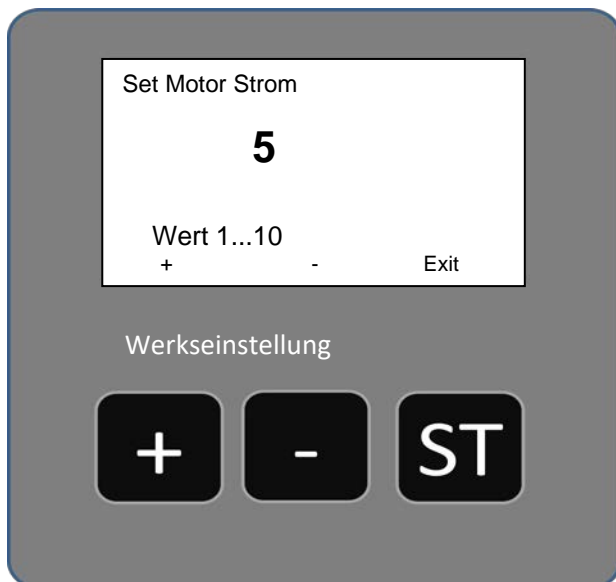 Set Motor Strom
5
Wert 1...10
+ - Exit
Werkseinstellung
+ - ST